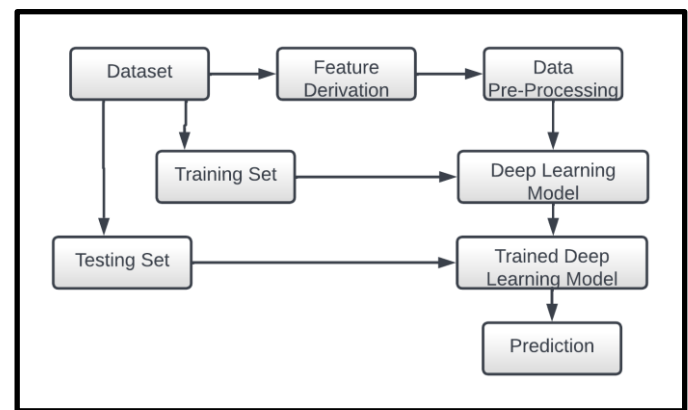 Dataset
Feature
Derivation
Data
Pre-Processing
Training Set
Deep Learning
Model
Testing Set
Trained Deep
Learning Model
Prediction